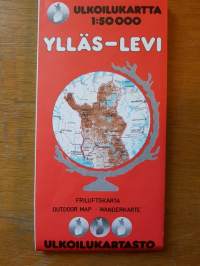 ULKOILUKARTTA
1:50 000
YLLÄS-LEVI
FRILUFTSKARTA
OUTDOOR MAP - WANDERKARTE
ULKOILUKARTASTO